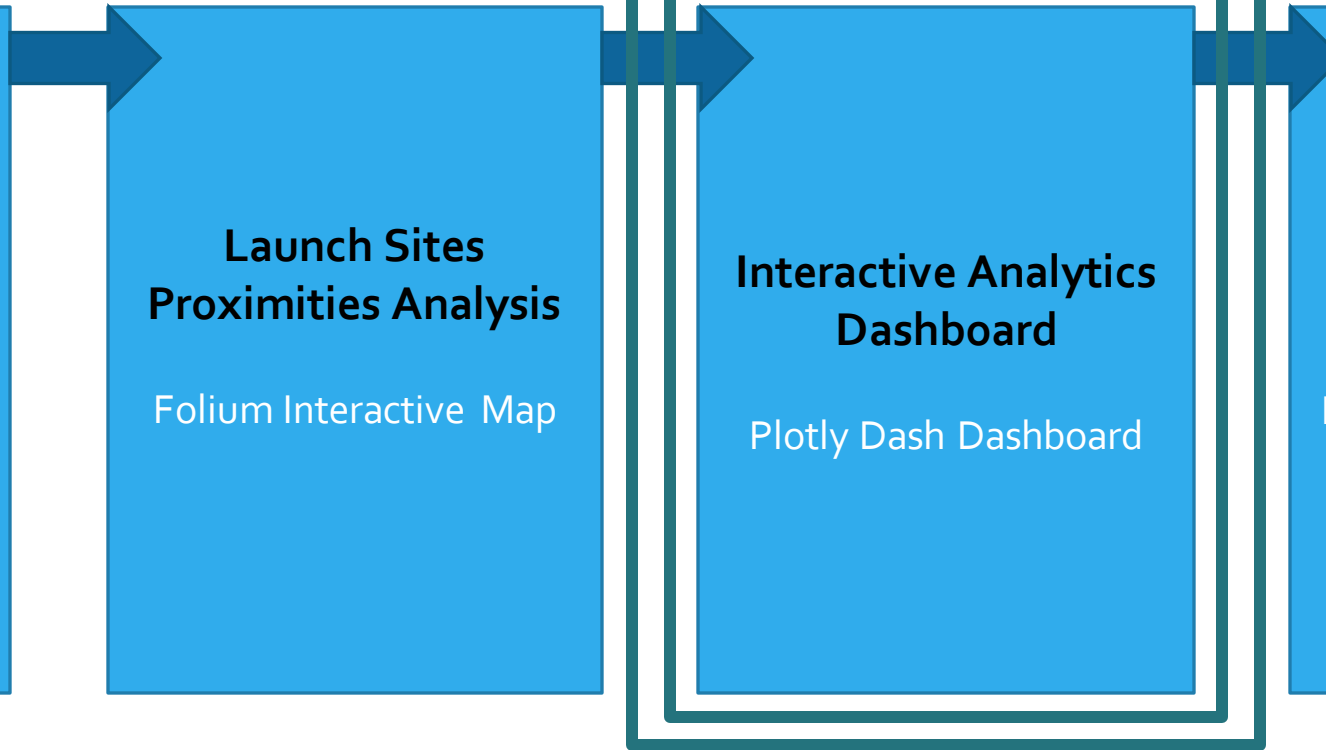 Launch Sites
Proximities Analysis
Folium Interactive Map
Interactive Analytics
Dashboard
Plotly Dash Dashboard